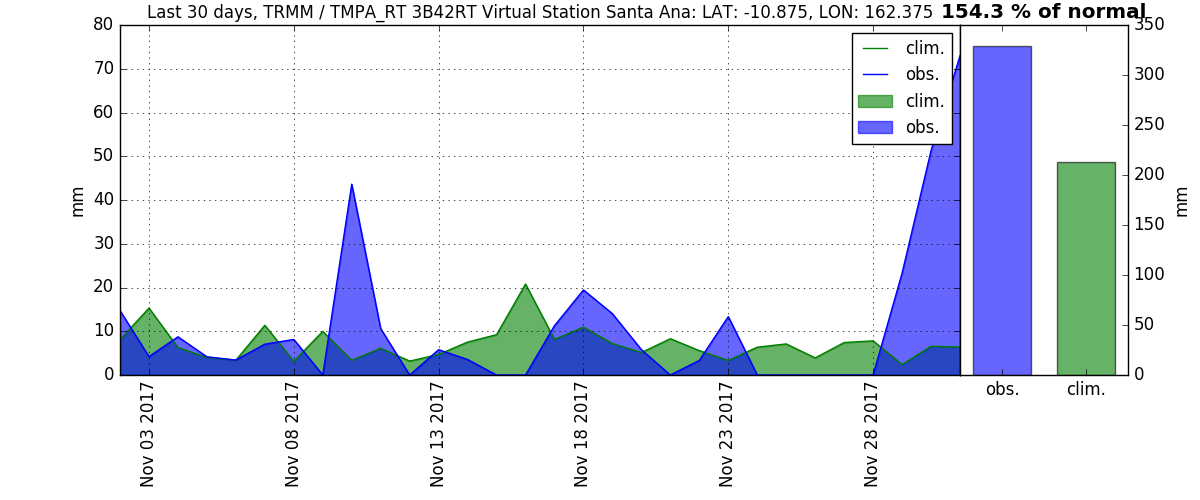 Last 30 days, TRMM / TMPA_RT 3B42RT Virtual Station Santa Ana: LAT: -10.875, LON: 162.375 154.3 % of normal
80
70
60
50
40
30
20
10
0
mm
clim.
obs.
clim.
obs.
350
300
250
200
150
100
50
0
mm
obs. clim.
Nov 03 2017
Nov 08 2017
Nov 13 2017
Nov 18 2017
Nov 23 2017
Nov 28 2017